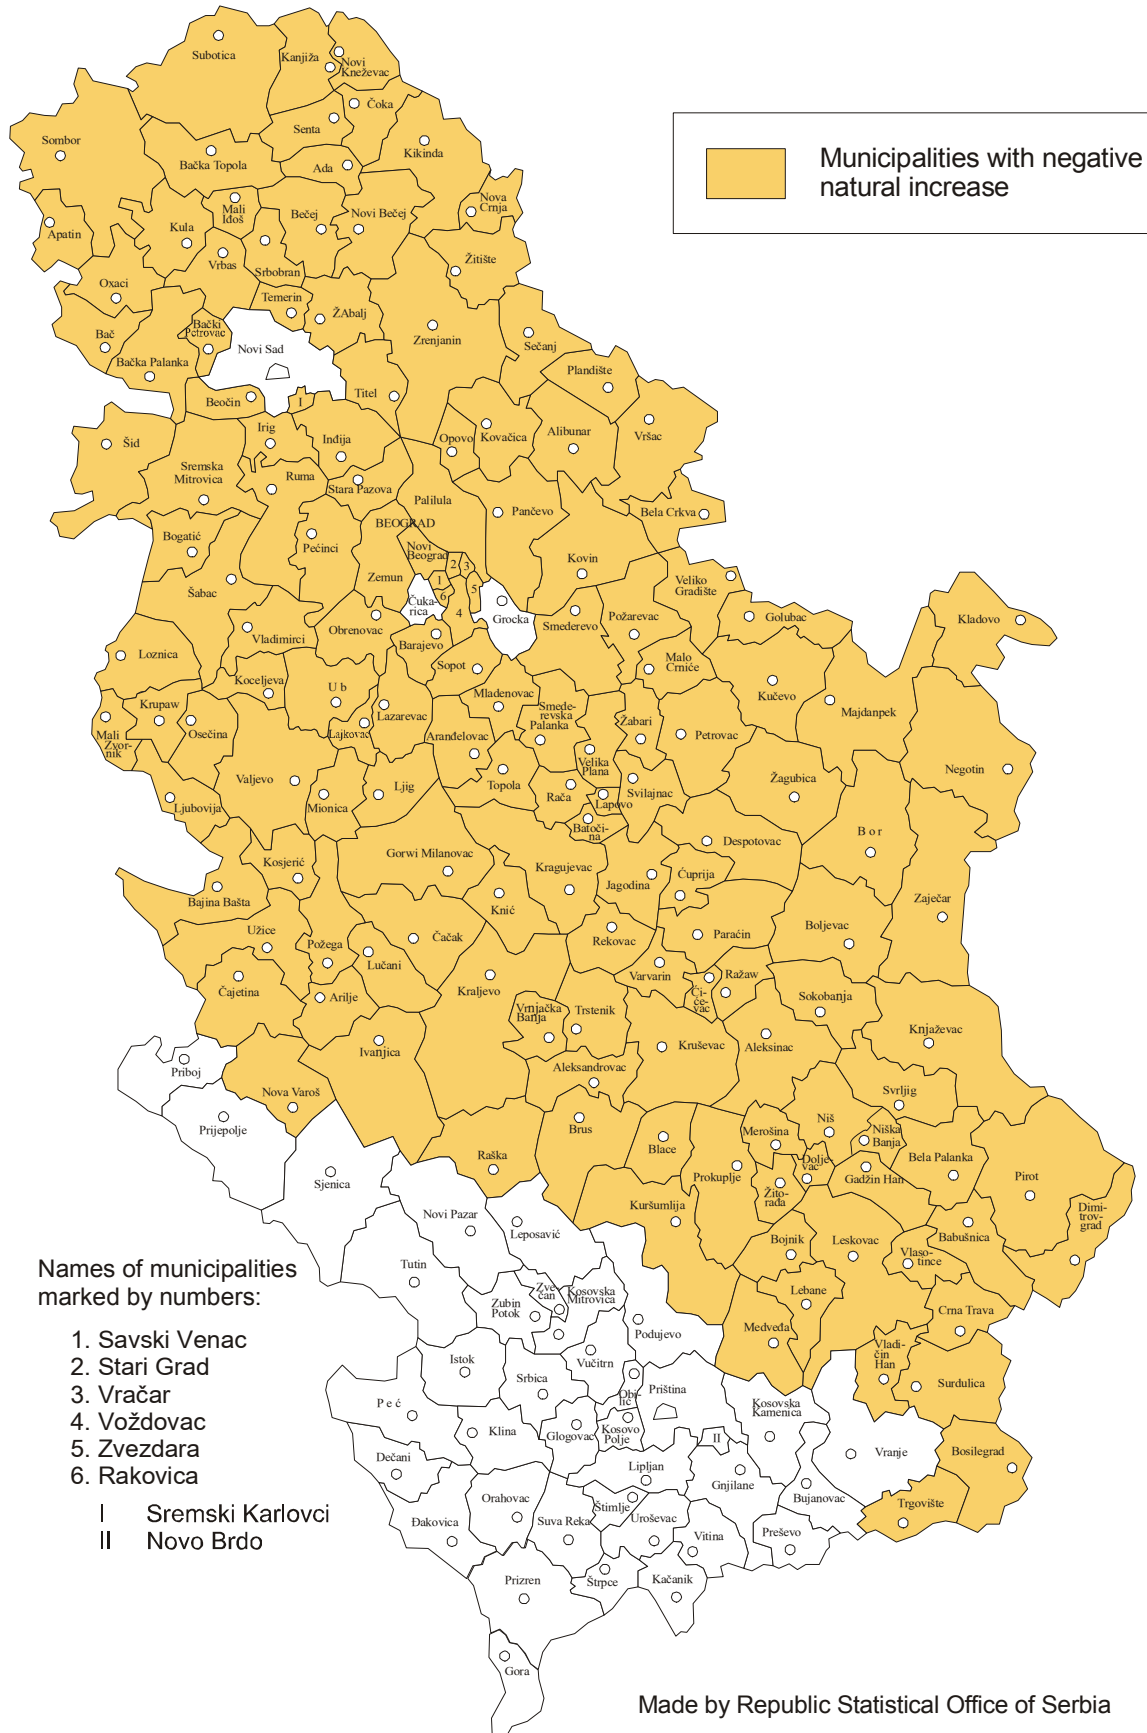 Subotica
Kanjiža
Novi
Kneževac
Čoka
Senta
Sombor
Kikinda
Bačka Topola
Ada
Municipalities with negative
natural increase
Mali
Iđoš
Bečej
Novi Bečej
Nova
Crnja
Apatin
Kula
Vrbas
Srbobran
Žitište
Oxaci
Temerin
ŽAbalj
Bač
Bački
Petrovac
Bačka Palanka
Novi Sad
Zrenjanin
Sečanj
Plandište
Beočin
I
Titel
Šid
Irig
Inđija
Opovo
Kovačica
Alibunar
Vršac
Sremska
Mitrovica
Ruma
Stara Pazova
Palilula
Pančevo
Bela Crkva
BEOGRAD
Bogatić
Pećinci
Novi
Beograd
Zemun
2
3
1
5
6
4
Kovin
Šabac
Čuka-
rica
Grocka
Veliko
Gradište
Golubac
Kladovo
Vladimirci
Obrenovac
Barajevo
Smederevo
Požarevac
Loznica
Sopot
Malo
Crniće
Koceljeva
U b
Mladenovac
Kučevo
Majdanpek
Krupaw
Mali
Zvor-
nik
Osečina
Lajkovac
Lazarevac
Smede-
revska
Palanka
Žabari
Petrovac
Aranđelovac
Velika
Plana
Negotin
Valjevo
Topola
Žagubica
Ljubovija
Mionica
Ljig
Rača
Lapovo
Svilajnac
Batoči-
na
B o r
Despotovac
Kosjerić
Gorwi Milanovac
Kragujevac
Jagodina
Ćuprija
Bajina Bašta
Knić
Zaječar
Užice
Požega
Čačak
Rekovac
Paraćin
Boljevac
Lučani
Varvarin
Ražaw
Čajetina
Arilje
Kraljevo
Ći-
će-
vac
Sokobanja
Vrnjačka
Banja
Trstenik
Knjaževac
Ivanjica
Kruševac
Aleksinac
Priboj
Aleksandrovac
Nova Varoš
Svrljig
Prijepolje
Brus
Blace
Merošina
Niš
Niška
Banja
Raška
Prokuplje
Dolje-
vac
Gadžin Han
Bela Palanka
Pirot
Sjenica
Žito-
rađa
Kuršumlija
Dimi-
trov-
grad
Novi Pazar
Leposavić
Bojnik
Leskovac
Babušnica
Vlaso-
tince
Names of municipalities
marked by numbers:
Tutin
Zve
čan
Kosovska
Mitrovica
Zubin
Potok
Lebane
Crna Trava
1. Savski Venac
2. Stari Grad
3. Vračar
4. Voždovac
5. Zvezdara
6. Rakovica
I Sremski Karlovci
II Novo Brdo
Podujevo
Medveđa
Vladi-
čin
Han
Istok
Vučitrn
Srbica
Surdulica
P e ć
Obi-
lić
Priština
Kosovska
Kamenica
Klina
Glogovac
Kosovo
Polje
II
Vranje
Bosilegrad
Dečani
Lipljan
Gnjilane
Orahovac
Štimlje
Bujanovac
Trgovište
Đakovica
Suva Reka
Uroševac
Vitina
Preševo
Prizren
Štrpce
Kačanik
Gora
Made by Republic Statistical Office of Serbia